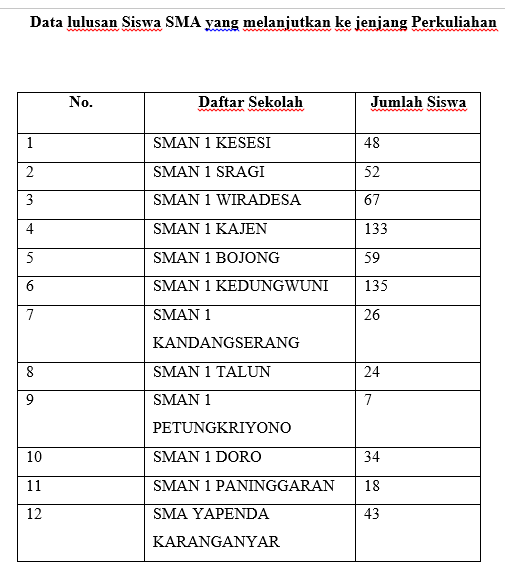 Data lulusan Siswa SMA yang melanjutkan ke jenjang Perkuliahan
No. Daftar Sekolah Jumlah Siswa
1 SMAN 1 KESESI 48
2 SMAN 1 SRAGI 52
3 SMAN 1 WIRADESA 67
4 SMAN 1 KAJEN 133
5 SMAN 1 BOJONG 59
6 SMAN 1 KEDUNGWUNI 135
7 SMAN 1 26
KANDANGSERANG
8 SMAN 1 TALUN 24
9 SMAN 1 7
PETUNGKRIYONO
10 SMAN 1 DORO 34
11 SMAN 1 PANINGGARAN 18
12 SMA YAPENDA 43
KARANGANYAR